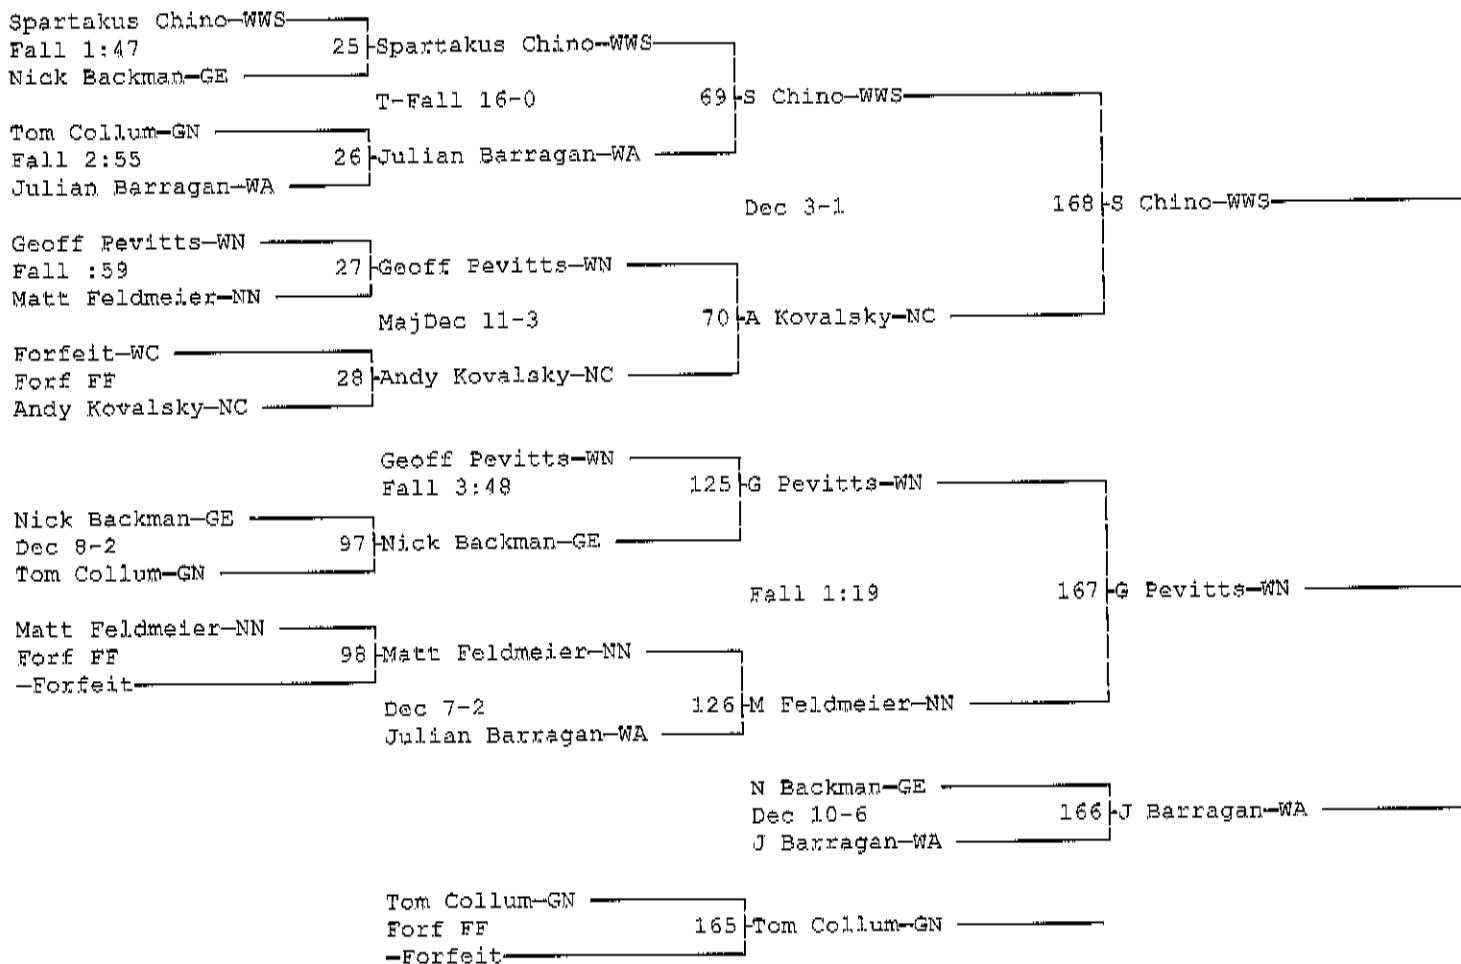 Spartakus Chino-WWS
Fall 1:47 25 Spartakus Chino-WWS
Nick Backman-GE
T-Fall 16-0 69 S Chino-WWS
Tom Collum-GN
Fall 2:55 26 Julian Barragan-WA
Julian Barragan-WA
Dec 3-1 168 S Chino-WWS
Geoff Pevitts-WN
Fall :59 27 Geoff Pevitts-WN
Matt Feldmeier-NN
MajDec 11-3 70 A Kovalsky-NC
Forfeit-WC
Forf FF 28 Andy Kovalsky-NC
Andy Kovalsky-NC
Geoff Pevitts-WN
Fall 3:48 125 G Pevitts-WN
Nick Backman-GE
Dec 8-2 97 Nick Backman-GE
Tom Collum-GN
Fall 1:19 167 G Pevitts-WN
Matt Feldmeier-NN
Forf FF 98 Matt Feldmeier-NN
-Forfeit
Dec 7-2 126 M Feldmeier-NN
Julian Barragan-WA
N Backman-GE
Dec 10-6 166 J Barragan-WA
J Barragan-WA
Tom Collum-GN
Forf FF 165 Tom Collum-GN
-Forfeit